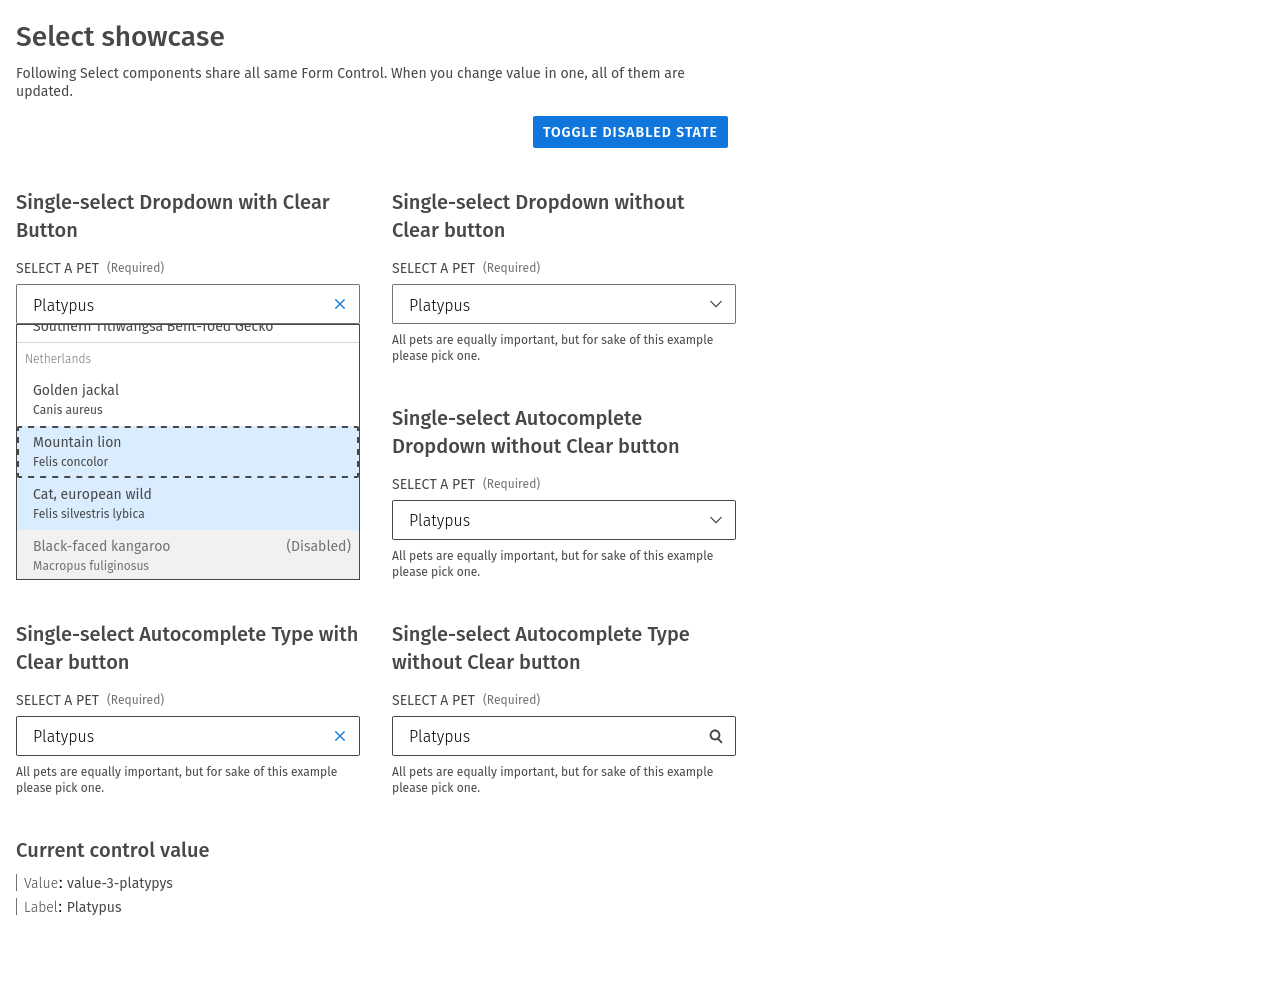 Select showcase
Following Select components share all same Form Control. When you change value in one, all of them are
updated.
TOGGLE DISABLED STATE
Single-select Dropdown with Clear
Button
SELECT A PET (Required)
Platypus
Southern Titiwangsa Bent-Toed Gecko
Netherlands
Golden jackal
Canis aureus
Mountain lion
Felis concolor
Cat, european wild
Felis silvestris lybica
Black-faced kangaroo (Disabled)
Macropus fuliginosus
Single-select Dropdown without
Clear button
SELECT A PET (Required)
Platypus
All pets are equally important, but for sake of this example
please pick one.
Single-select Autocomplete
Dropdown without Clear button
SELECT A PET (Required)
Platypus
All pets are equally important, but for sake of this example
please pick one.
Single-select Autocomplete Type with
Clear button
SELECT A PET (Required)
Platypus
All pets are equally important, but for sake of this example
please pick one.
Single-select Autocomplete Type
without Clear button
SELECT A PET (Required)
Platypus
All pets are equally important, but for sake of this example
please pick one.
Current control value
Value: value-3-platypys
Label: Platypus